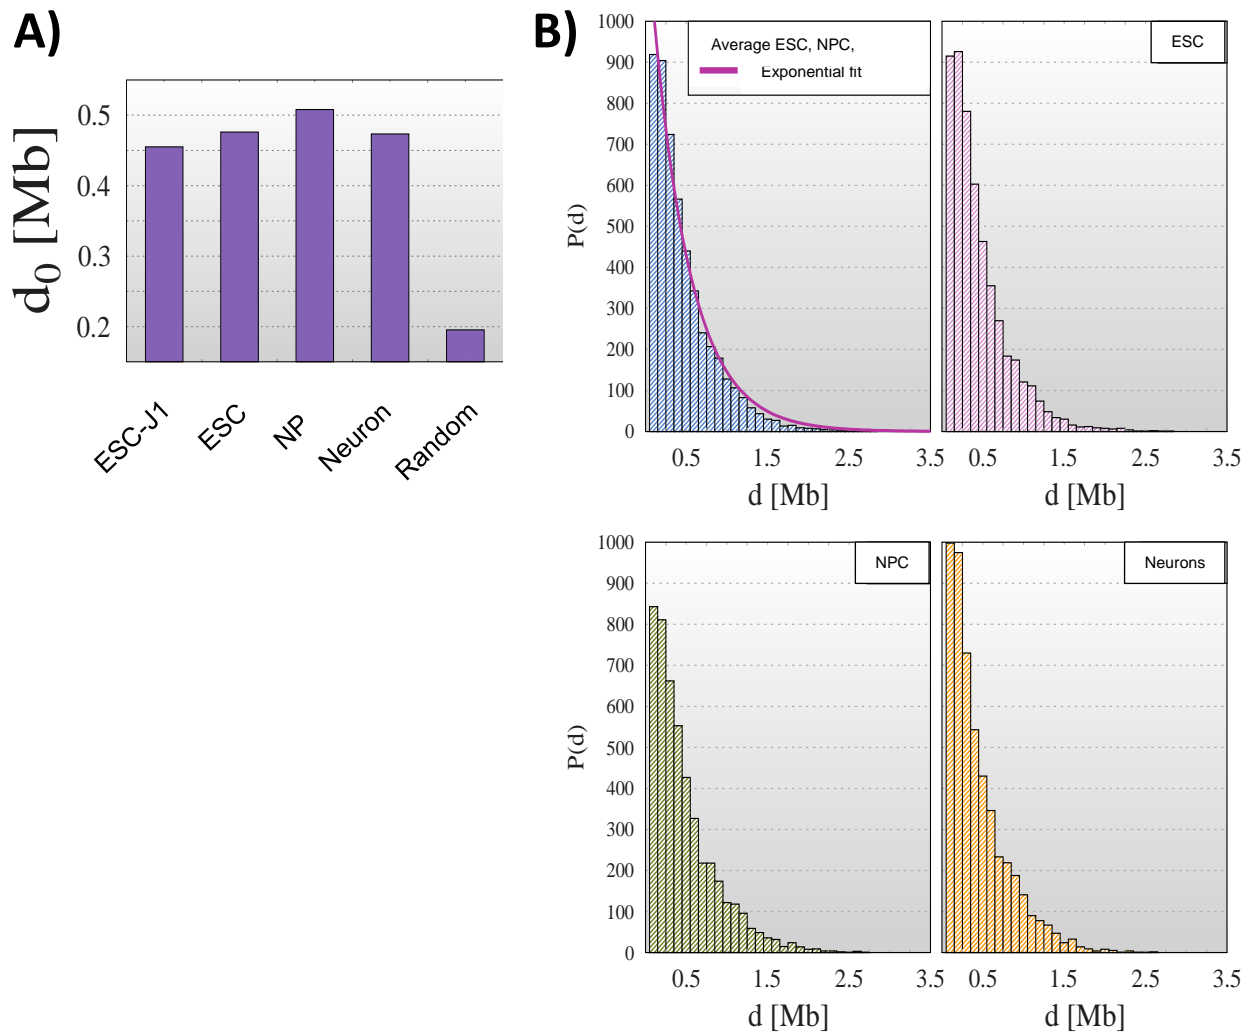 A)
d0 [Mb]
0.5
0.4
0.3
0.2
ESC-J1
ESC
NP
Neuron
Random
B)
P(d)
1000
900
800
700
600
500
400
300
200
100
0
Average ESC, NPC,
Exponential fit
0.5 1.5 2.5 3.5
d [Mb]
ESC
0.5 1.5 2.5 3.5
d [Mb]
P(d)
1000
900
800
700
600
500
400
300
200
100
0
NPC
0.5 1.5 2.5 3.5
d [Mb]
Neurons
0.5 1.5 2.5 3.5
d [Mb]